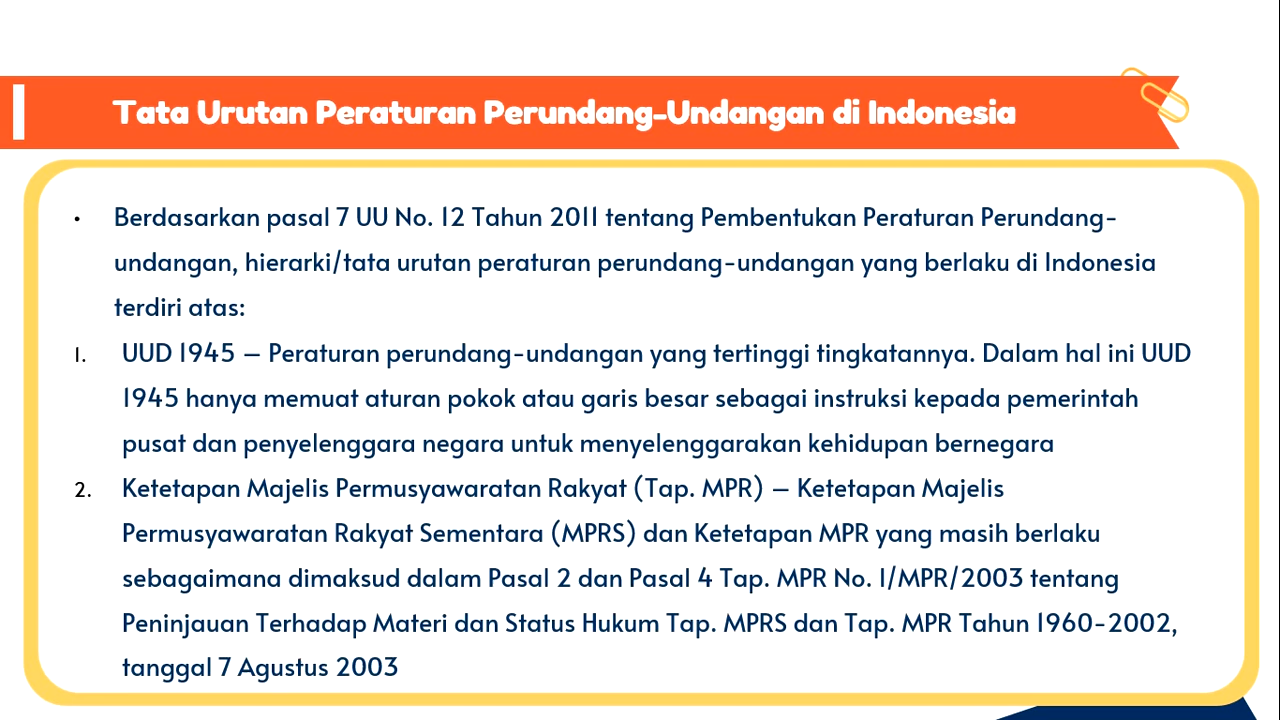 Tata Urutan Peraturan Perundang-Undangan di Indonesia
• Berdasarkan pasal 7 UU No. 12 Tahun 2011 tentang Pembentukan Peraturan Perundang-
undangan, hierarki/tata urutan peraturan perundang-undangan yang berlaku di Indonesia
terdiri atas:
1. UUD 1945 – Peraturan perundang-undangan yang tertinggi tingkatannya. Dalam hal ini UUD
1945 hanya memuat aturan pokok atau garis besar sebagai instruksi kepada pemerintah
pusat dan penyelenggara negara untuk menyelenggarakan kehidupan bernegara
2. Ketetapan Majelis Permusyawaratan Rakyat (Tap. MPR) – Ketetapan Majelis
Permusyawaratan Rakyat Sementara (MPRS) dan Ketetapan MPR yang masih berlaku
sebagaimana dimaksud dalam Pasal 2 dan Pasal 4 Tap. MPR No. 1/MPR/2003 tentang
Peninjauan Terhadap Materi dan Status Hukum Tap. MPRS dan Tap. MPR Tahun 1960-2002,
tanggal 7 Agustus 2003